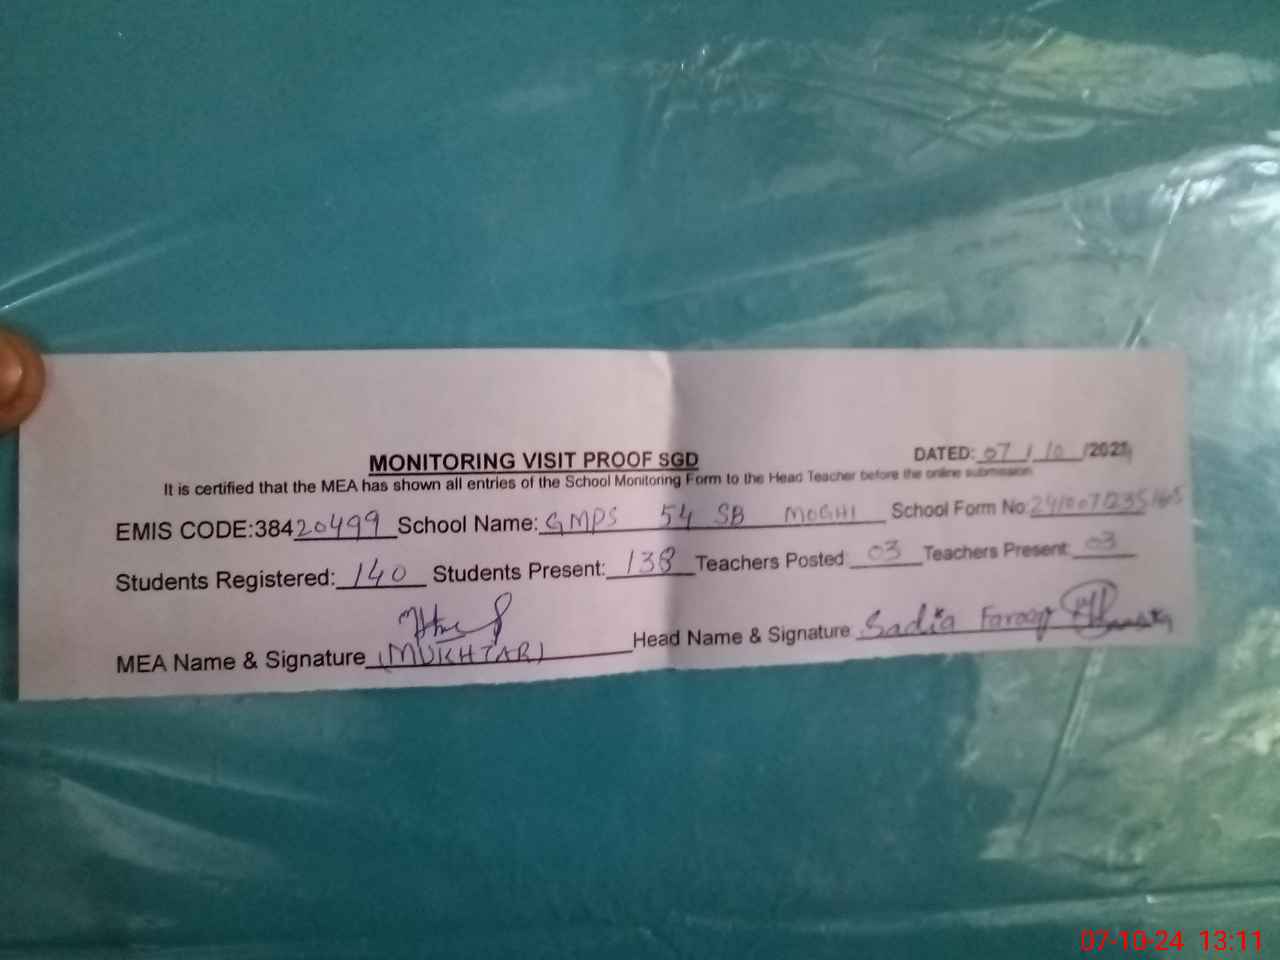 MONITORING VISIT PROOF SGD
DATED: 07/10/2024
It is certified that the MEA has shown all entries of the School Monitoring Form to the Head Teacher before the online submission
EMIS CODE:38420499 School Name: GMPS 54 SB MOGHI School Form No:
Students Registered: 140 Students Present: 138 Teachers Posted 03 Teachers Present: 03
MEA Name & Signature (MUKHTAR) Head Name & Signature Sadia Farooq
07-10-24 13:11